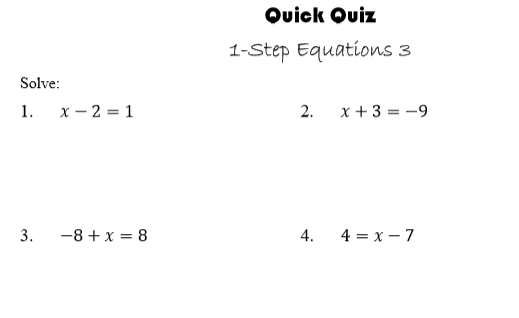 Quick Quiz
1-Step Equations 3
Solve:
1. x − 2 = 1 2. x + 3 = −9
3. −8 + x = 8 4. 4 = x − 7